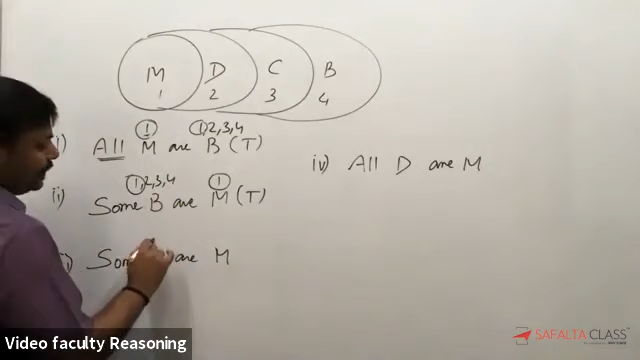 M D C B
1 2 3 4
① ①,2,3,4
i) All M are B (T)
①,2,3,4 ①
ii) Some B are M (T)
Some are M
iv) All D are M
SAFALTA CLASS
Video faculty Reasoning